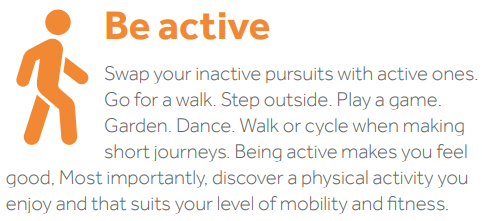 Be active
Swap your inactive pursuits with active ones.
Go for a walk. Step outside. Play a game.
Garden. Dance. Walk or cycle when making
short journeys. Being active makes you feel
good, Most importantly, discover a physical activity you
enjoy and that suits your level of mobility and fitness.